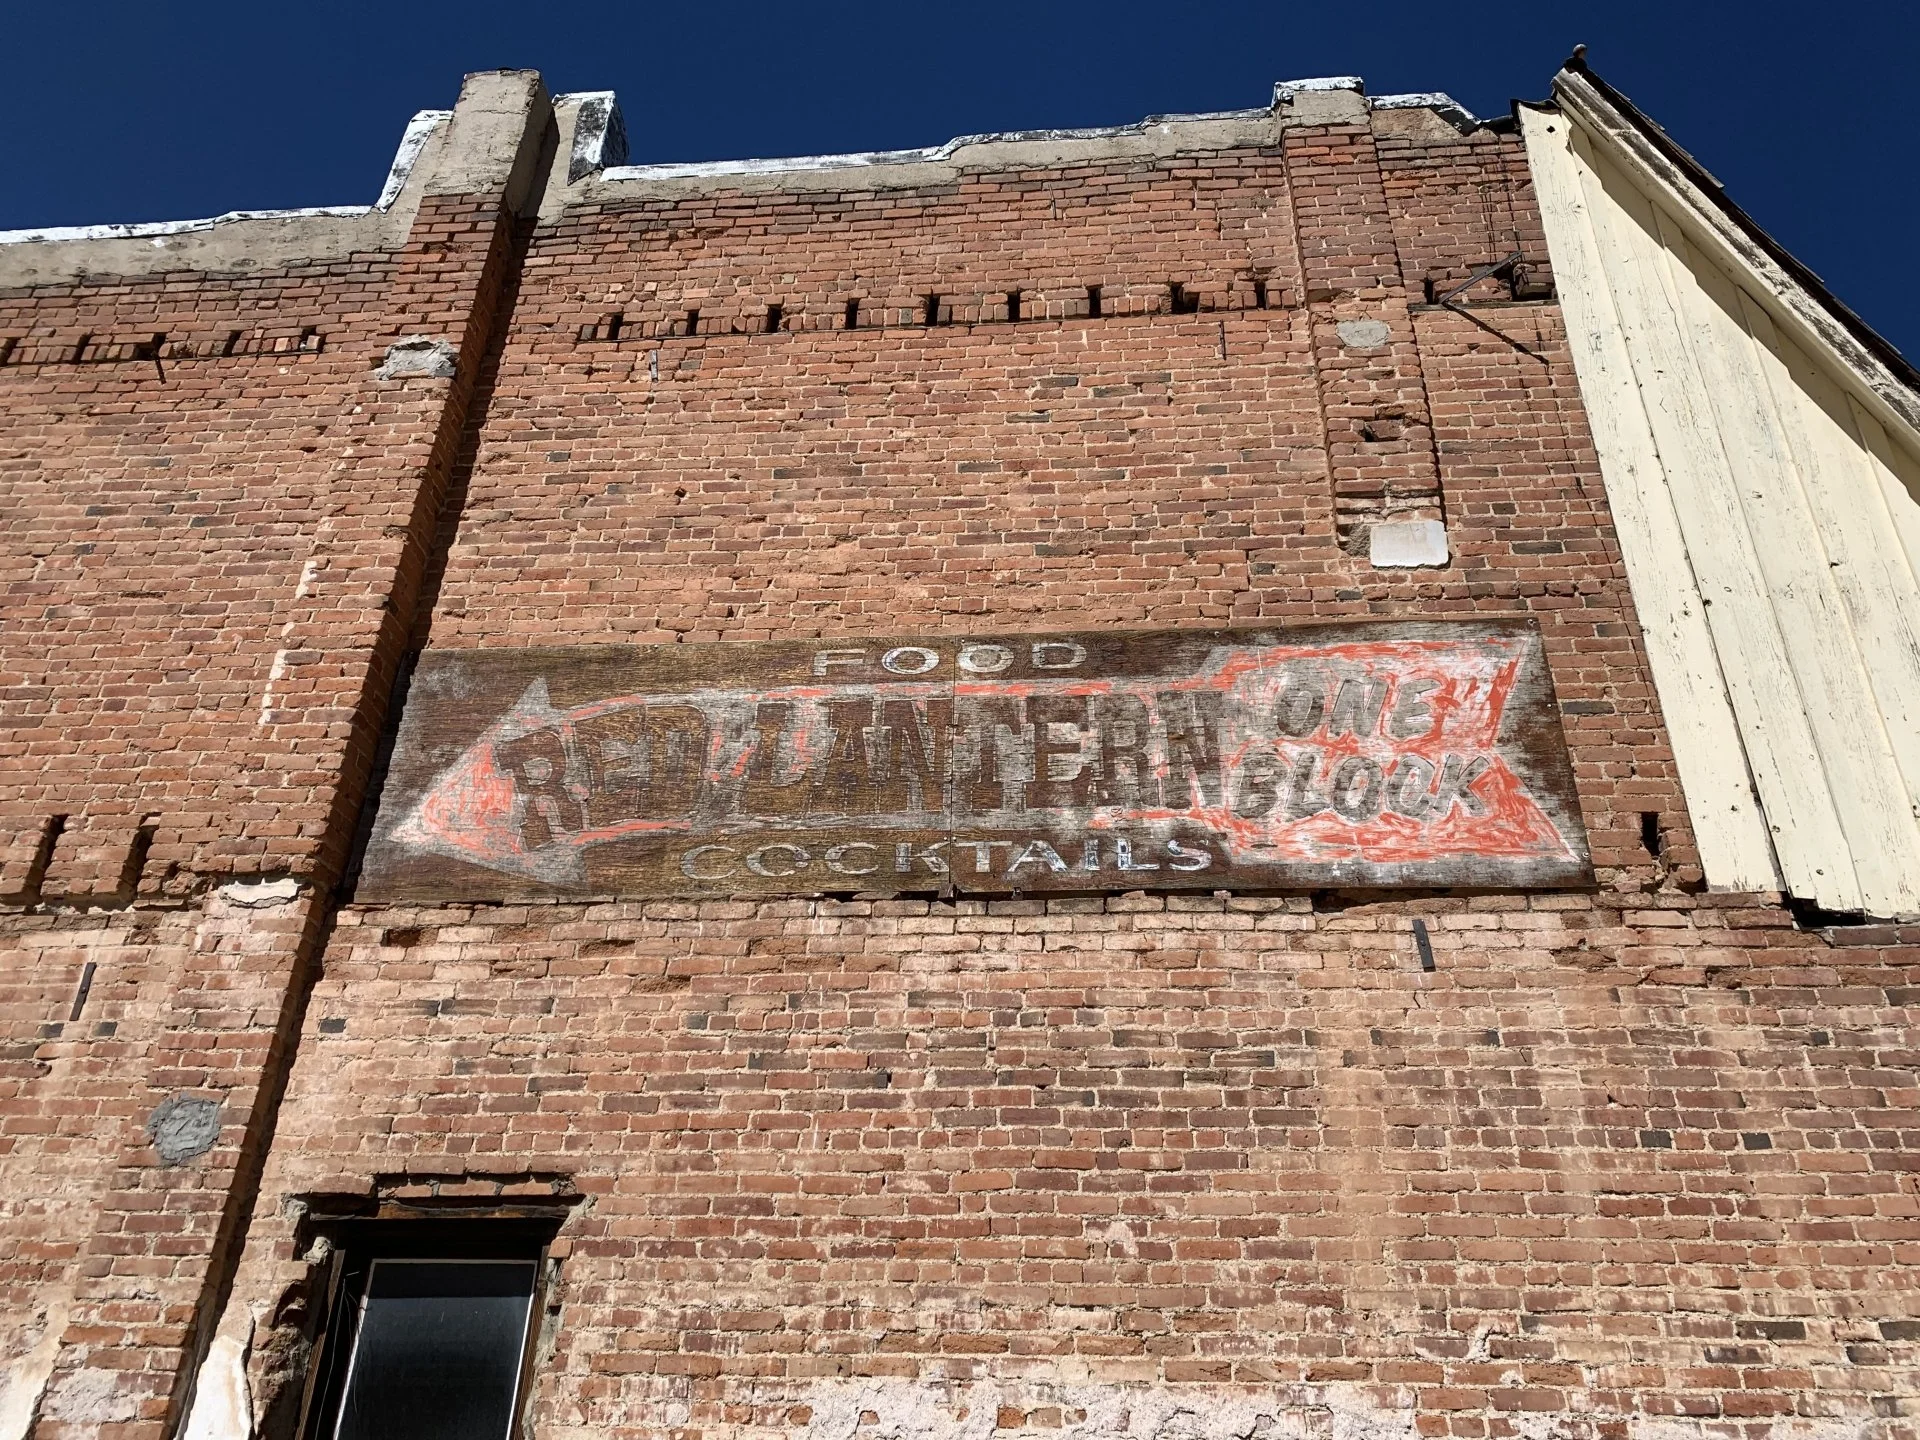 FOOD
RED LANTERN
ONE
BLOCK
COCKTAILS